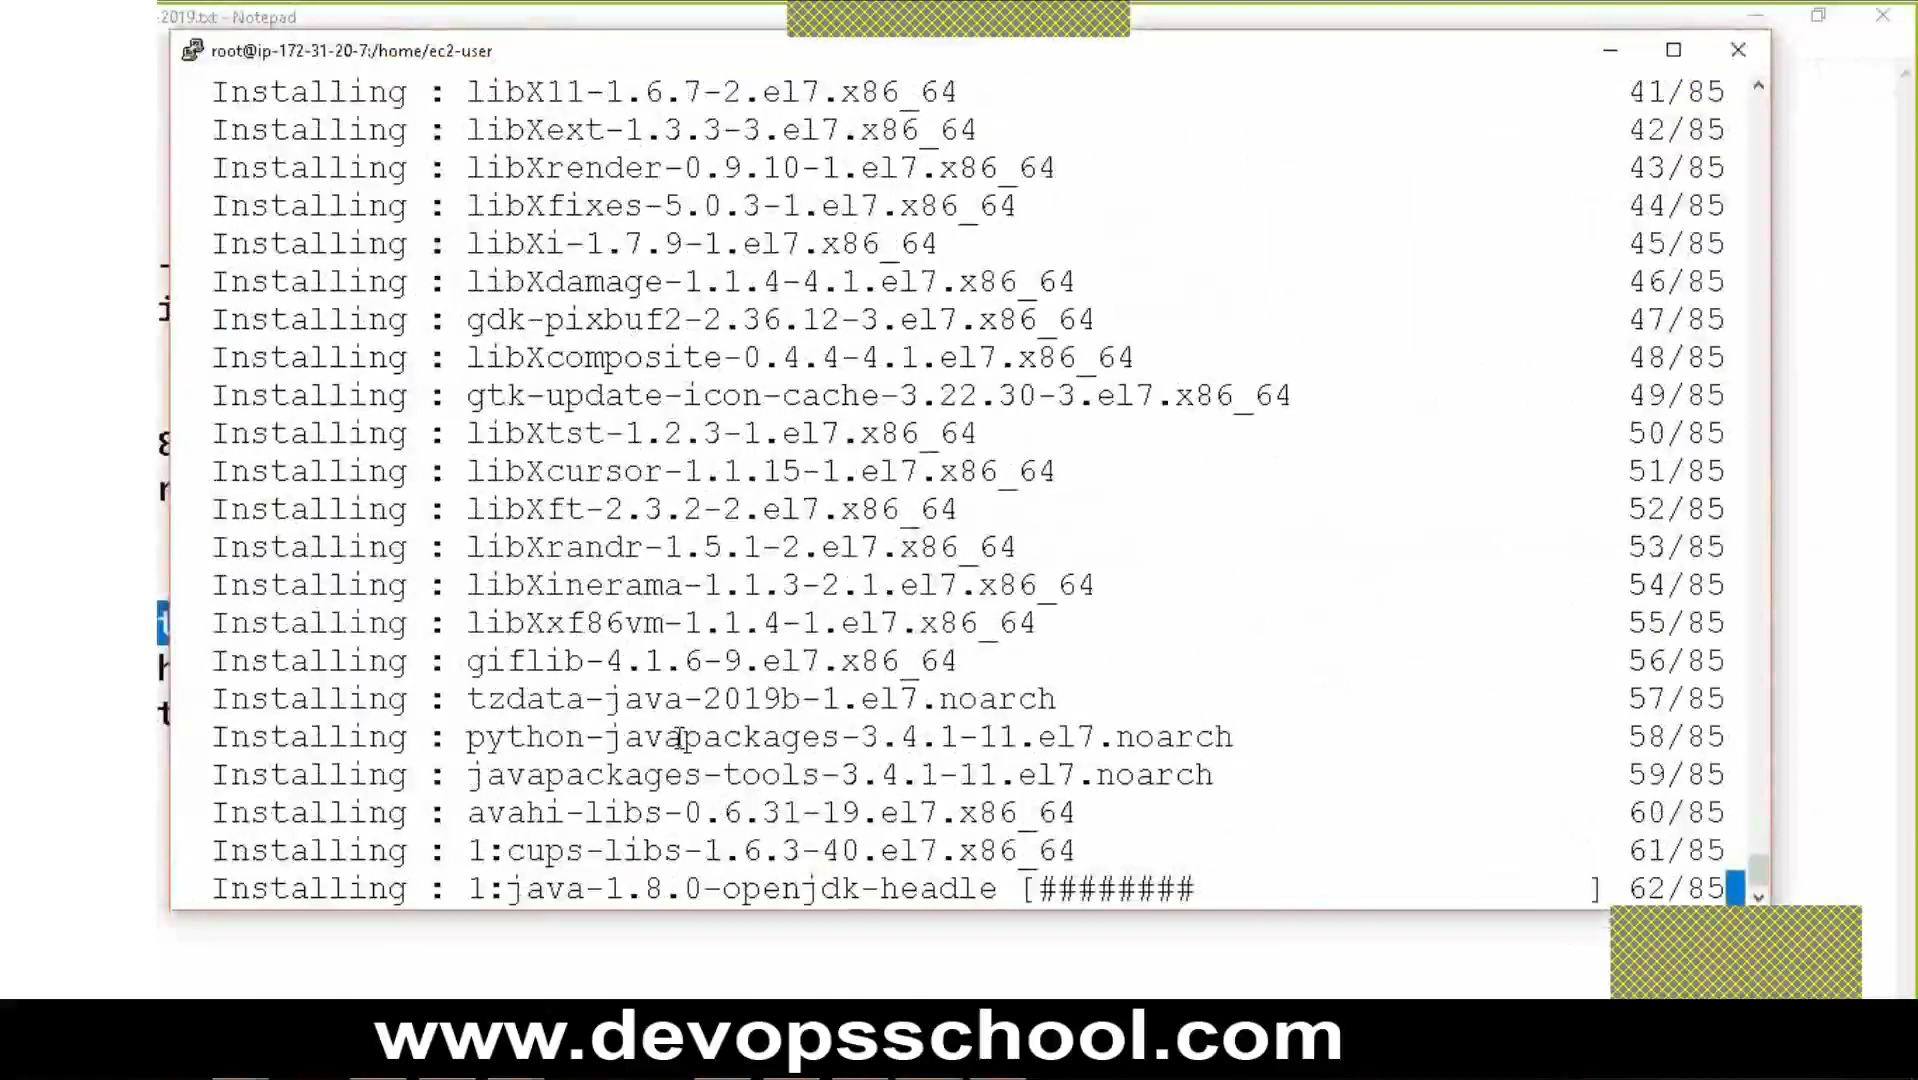 2019.txt - Notepad
root@ip-172-31-20-7:/home/ec2-user
Installing : libX11-1.6.7-2.el7.x86_64 41/85
Installing : libXext-1.3.3-3.el7.x86_64 42/85
Installing : libXrender-0.9.10-1.el7.x86_64 43/85
Installing : libXfixes-5.0.3-1.el7.x86_64 44/85
Installing : libXi-1.7.9-1.el7.x86_64 45/85
Installing : libXdamage-1.1.4-4.1.el7.x86_64 46/85
Installing : gdk-pixbuf2-2.36.12-3.el7.x86_64 47/85
Installing : libXcomposite-0.4.4-4.1.el7.x86_64 48/85
Installing : gtk-update-icon-cache-3.22.30-3.el7.x86_64 49/85
Installing : libXtst-1.2.3-1.el7.x86_64 50/85
Installing : libXcursor-1.1.15-1.el7.x86_64 51/85
Installing : libXft-2.3.2-2.el7.x86_64 52/85
Installing : libXrandr-1.5.1-2.el7.x86_64 53/85
Installing : libXinerama-1.1.3-2.1.el7.x86_64 54/85
Installing : libXxf86vm-1.1.4-1.el7.x86_64 55/85
Installing : giflib-4.1.6-9.el7.x86_64 56/85
Installing : tzdata-java-2019b-1.el7.noarch 57/85
Installing : python-javapackages-3.4.1-11.el7.noarch 58/85
Installing : javapackages-tools-3.4.1-11.el7.noarch 59/85
Installing : avahi-libs-0.6.31-19.el7.x86_64 60/85
Installing : 1:cups-libs-1.6.3-40.el7.x86_64 61/85
Installing : 1:java-1.8.0-openjdk-headle [######## ] 62/85
www.devopsschool.com